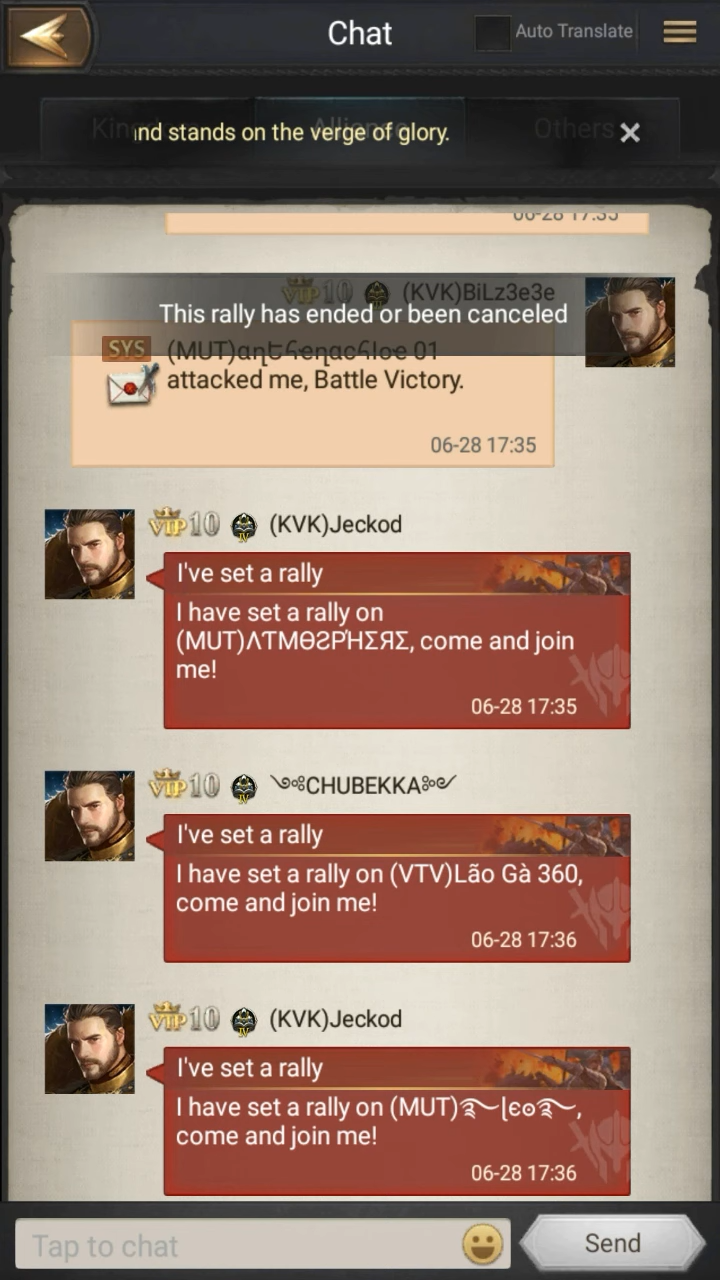 Chat
Auto Translate
Alliance
Others
nd stands on the verge of glory.
06-28 17:35
VIP10 (KVK)BiLz3e3e
This rally has ended or been canceled
SYS
attacked me, Battle Victory.
06-28 17:35
VIP10 (KVK)Jeckod
I've set a rally
I have set a rally on
(MUT)ΛTMѲƧPΉΣЯΣ, come and join
me!
06-28 17:35
VIP10 ༺CHUBEKKA༻
I've set a rally
I have set a rally on (VTV)Lão Gà 360,
come and join me!
06-28 17:36
VIP10 (KVK)Jeckod
I've set a rally
I have set a rally on (MUT)
come and join me!
06-28 17:36
Tap to chat
Send